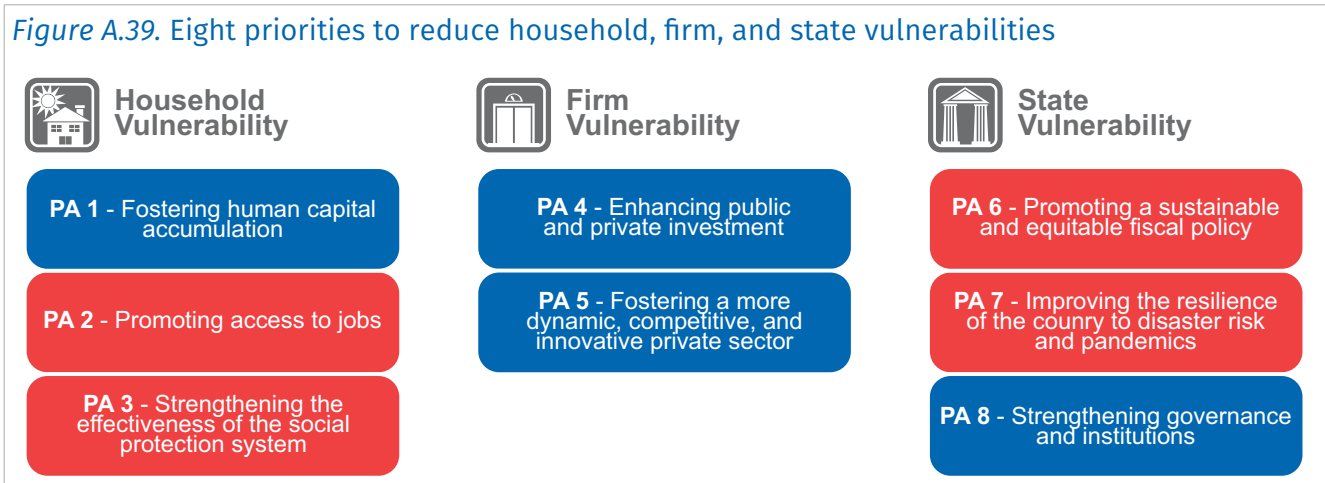 Figure A.39. Eight priorities to reduce household, firm, and state vulnerabilities
Household
Vulnerability
PA 1 - Fostering human capital
accumulation
PA 2 - Promoting access to jobs
PA 3 - Strengthening the
effectiveness of the social
protection system
Firm
Vulnerability
PA 4 - Enhancing public
and private investment
PA 5 - Fostering a more
dynamic, competitive, and
innovative private sector
State
Vulnerability
PA 6 - Promoting a sustainable
and equitable fiscal policy
PA 7 - Improving the resilience
of the counry to disaster risk
and pandemics
PA 8 - Strengthening governance
and institutions